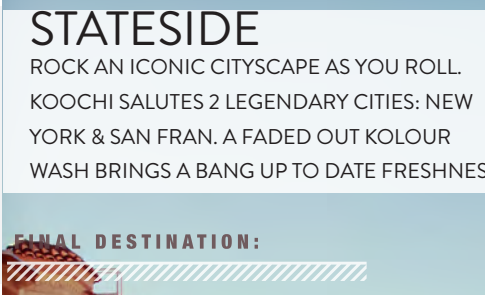 STATESIDE
ROCK AN ICONIC CITYSCAPE AS YOU ROLL.
KOOCHI SALUTES 2 LEGENDARY CITIES: NEW
YORK & SAN FRAN. A FADED OUT KOLOUR
WASH BRINGS A BANG UP TO DATE FRESHNES
FINAL DESTINATION: